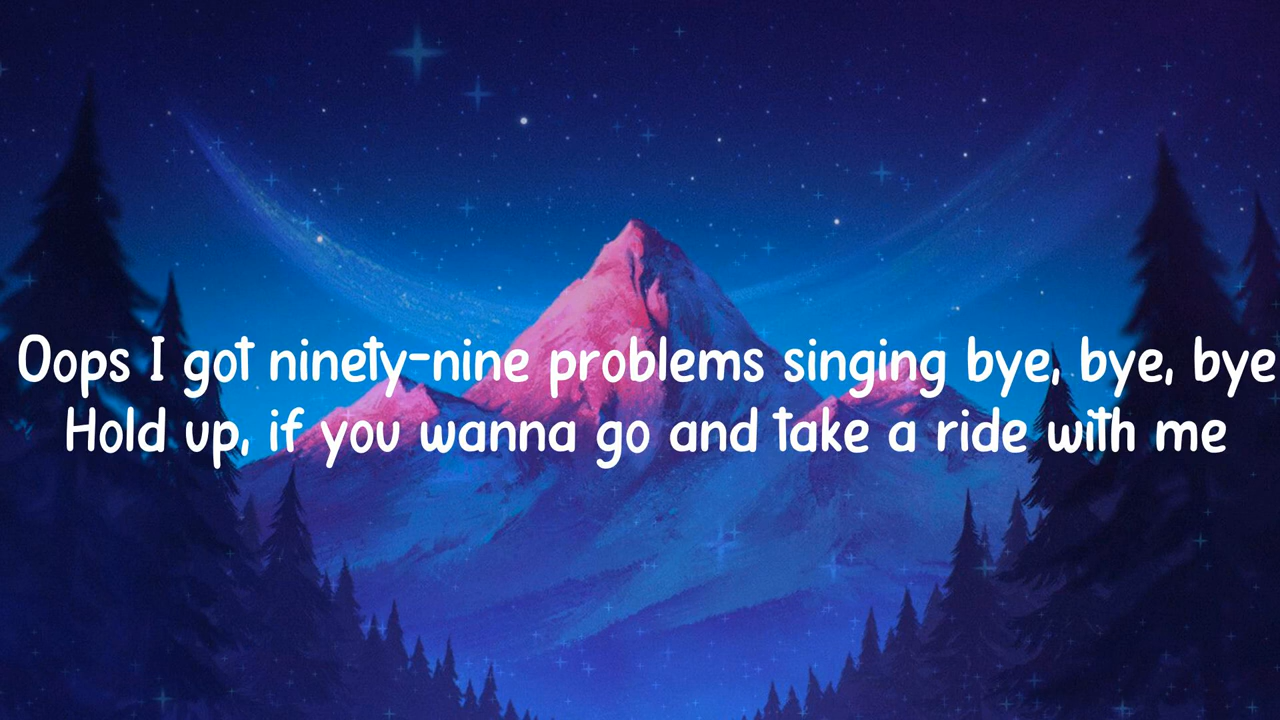 Oops I got ninety-nine problems singing bye, bye, bye
Hold up, if you wanna go and take a ride with me